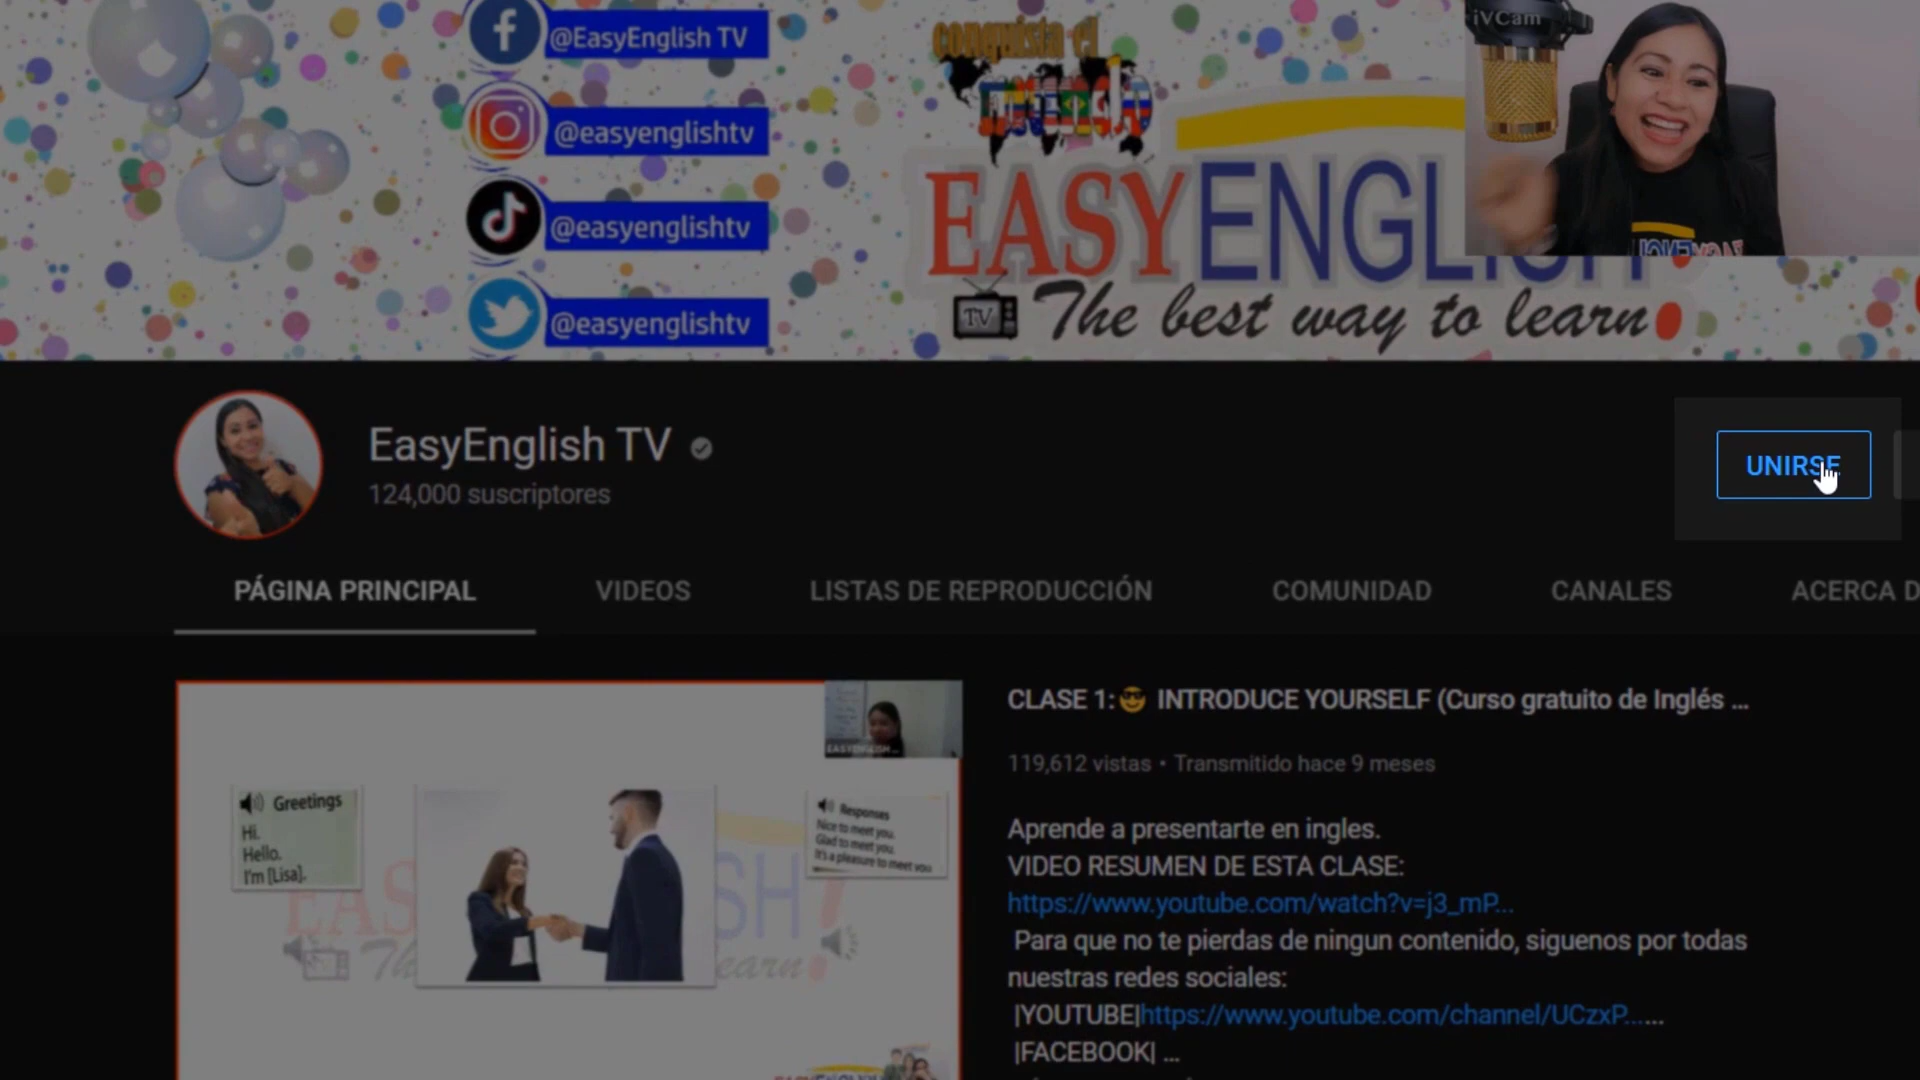 @EasyEnglish TV
@easyenglishtv
@easyenglishtv
@easyenglishtv
conquista el
EASYENGLISH
TV The best way to learn
iVCam
EasyEnglish TV
124,000 suscriptores
UNIRSE
PÁGINA PRINCIPAL
VIDEOS
LISTAS DE REPRODUCCIÓN
COMUNIDAD
CANALES
ACERCA D
CLASE 1:😎 INTRODUCE YOURSELF (Curso gratuito de Inglés ...
119,612 vistas • Transmitido hace 9 meses
Aprende a presentarte en ingles.
VIDEO RESUMEN DE ESTA CLASE:
https://www.youtube.com/watch?v=j3_mP...
Para que no te pierdas de ningun contenido, siguenos por todas
nuestras redes sociales:
|YOUTUBE|https://www.youtube.com/channel/UCzxP......
|FACEBOOK| ...
Greetings
Hi.
Hello.
I'm [Lisa].
Responses
Nice to meet you.
Glad to meet you.
It's a pleasure to meet you